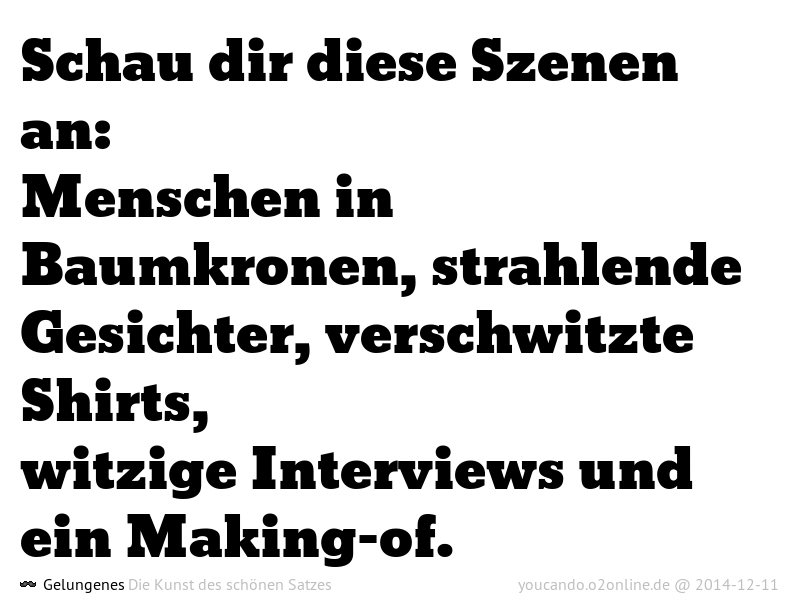 Schau dir diese Szenen
an:
Menschen in
Baumkronen, strahlende
Gesichter, verschwitzte
Shirts,
witzige Interviews und
ein Making-of.
Gelungenes Die Kunst des schönen Satzes
youcando.o2online.de @ 2014-12-11